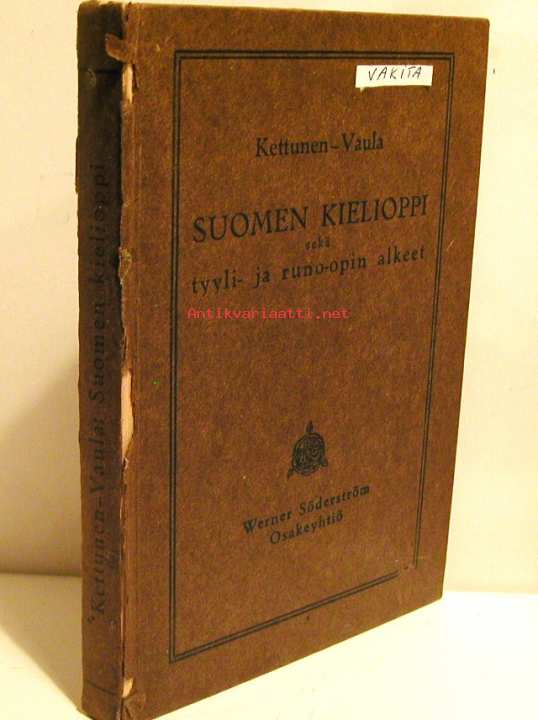 VAKITA
Kettunen-Vaula
SUOMEN KIELIOPPI
sekä
tyyli- ja runo-opin alkeet
Antikvariaatti.net
Werner Söderström
Osakeyhtiö
Kettunen-Vaula: Suomen kielioppi